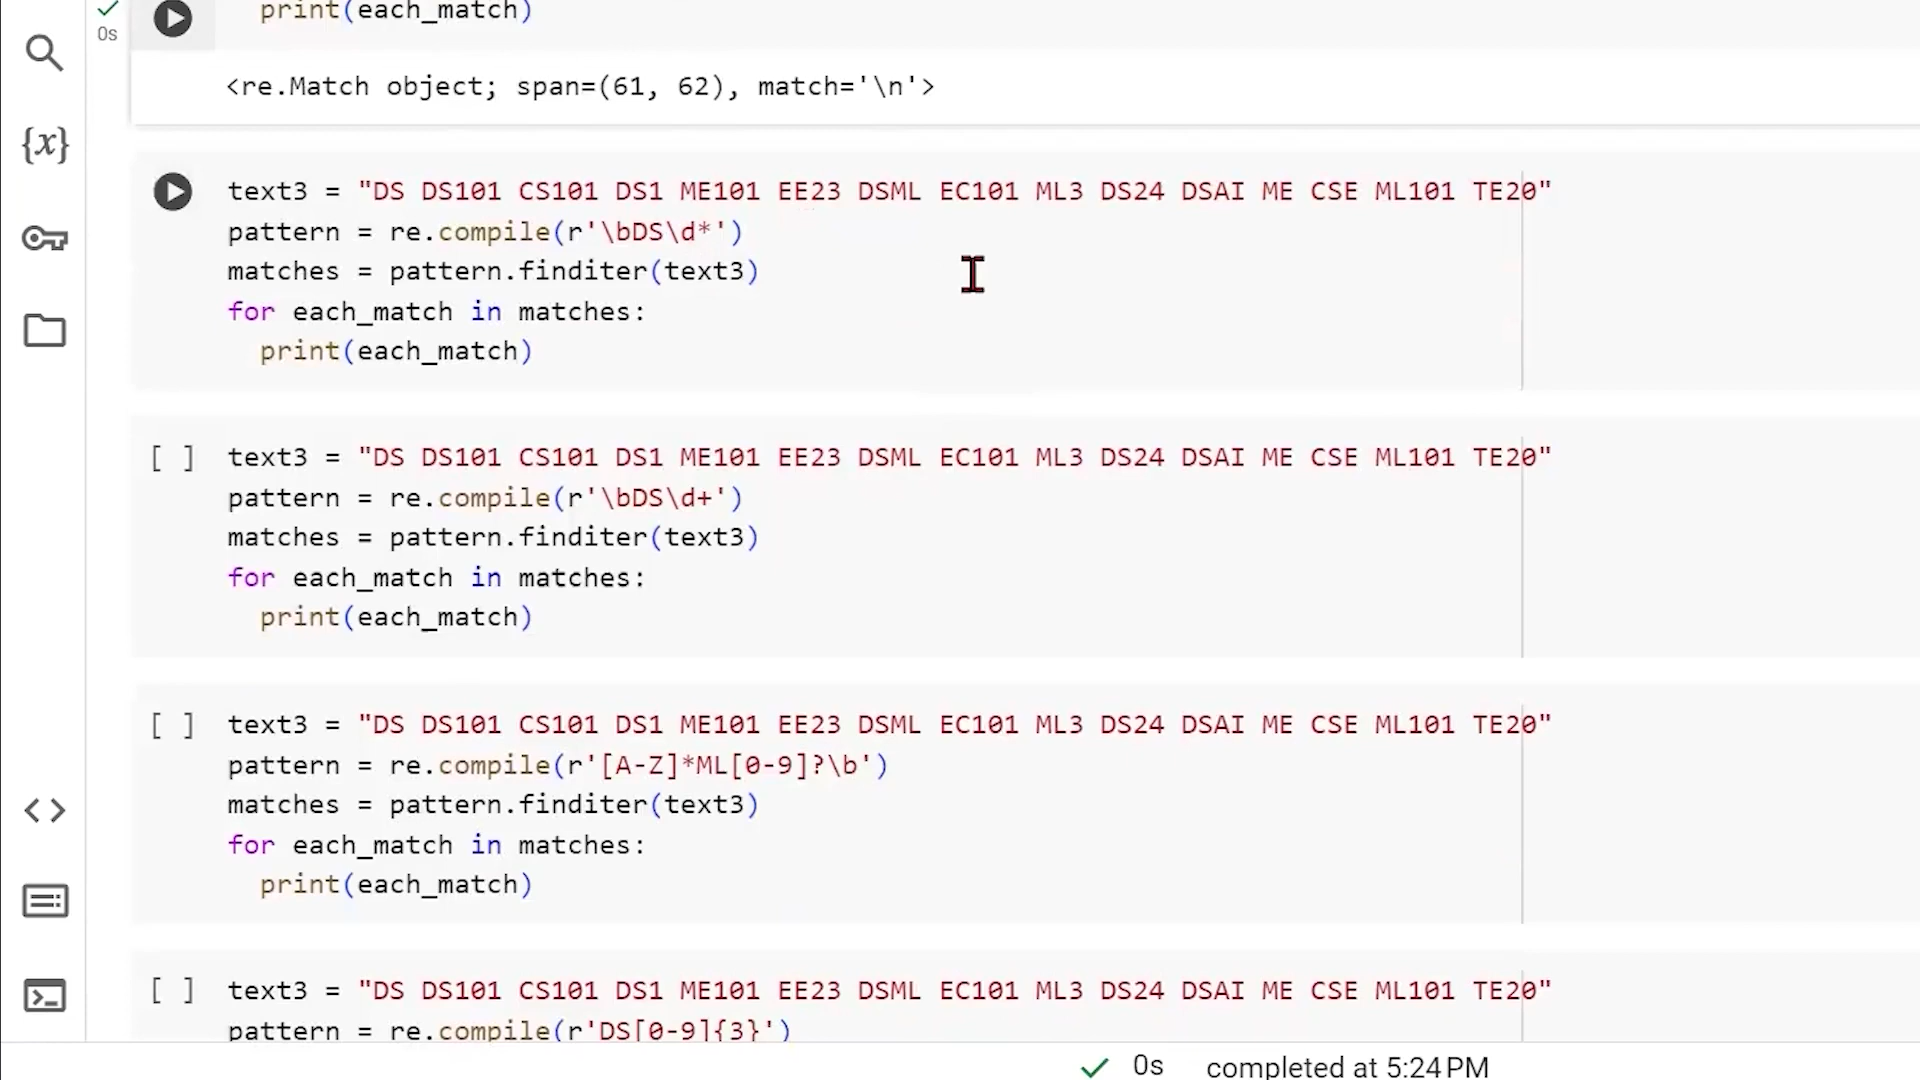 print(each_match)
0s
<re.Match object; span=(61, 62), match='\n'>
{x}
text3 = "DS DS101 CS101 DS1 ME101 EE23 DSML EC101 ML3 DS24 DSAI ME CSE ML101 TE20"
pattern = re.compile(r'\bDS\d*')
matches = pattern.finditer(text3)
for each_match in matches:
  print(each_match)
[ ] text3 = "DS DS101 CS101 DS1 ME101 EE23 DSML EC101 ML3 DS24 DSAI ME CSE ML101 TE20"
pattern = re.compile(r'\bDS\d+')
matches = pattern.finditer(text3)
for each_match in matches:
  print(each_match)
[ ] text3 = "DS DS101 CS101 DS1 ME101 EE23 DSML EC101 ML3 DS24 DSAI ME CSE ML101 TE20"
pattern = re.compile(r'[A-Z]*ML[0-9]?\b')
matches = pattern.finditer(text3)
for each_match in matches:
  print(each_match)
[ ] text3 = "DS DS101 CS101 DS1 ME101 EE23 DSML EC101 ML3 DS24 DSAI ME CSE ML101 TE20"
pattern = re.compile(r'DS[0-9]{3}')
0s completed at 5:24 PM